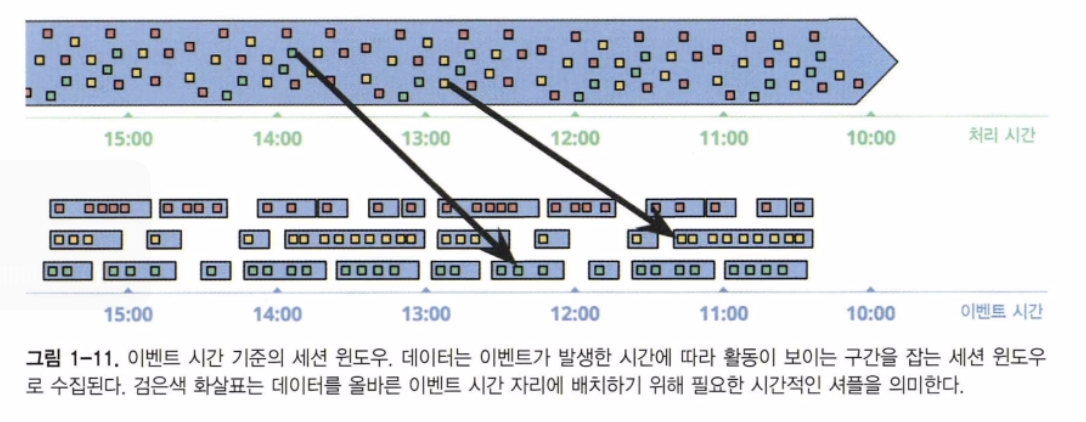 15:00 14:00 13:00 12:00 11:00 10:00 처리 시간
15:00 14:00 13:00 12:00 11:00 10:00 이벤트 시간
그림 1-11. 이벤트 시간 기준의 세션 윈도우. 데이터는 이벤트가 발생한 시간에 따라 활동이 보이는 구간을 잡는 세션 윈도우
로 수집된다. 검은색 화살표는 데이터를 올바른 이벤트 시간 자리에 배치하기 위해 필요한 시간적인 셔플을 의미한다.